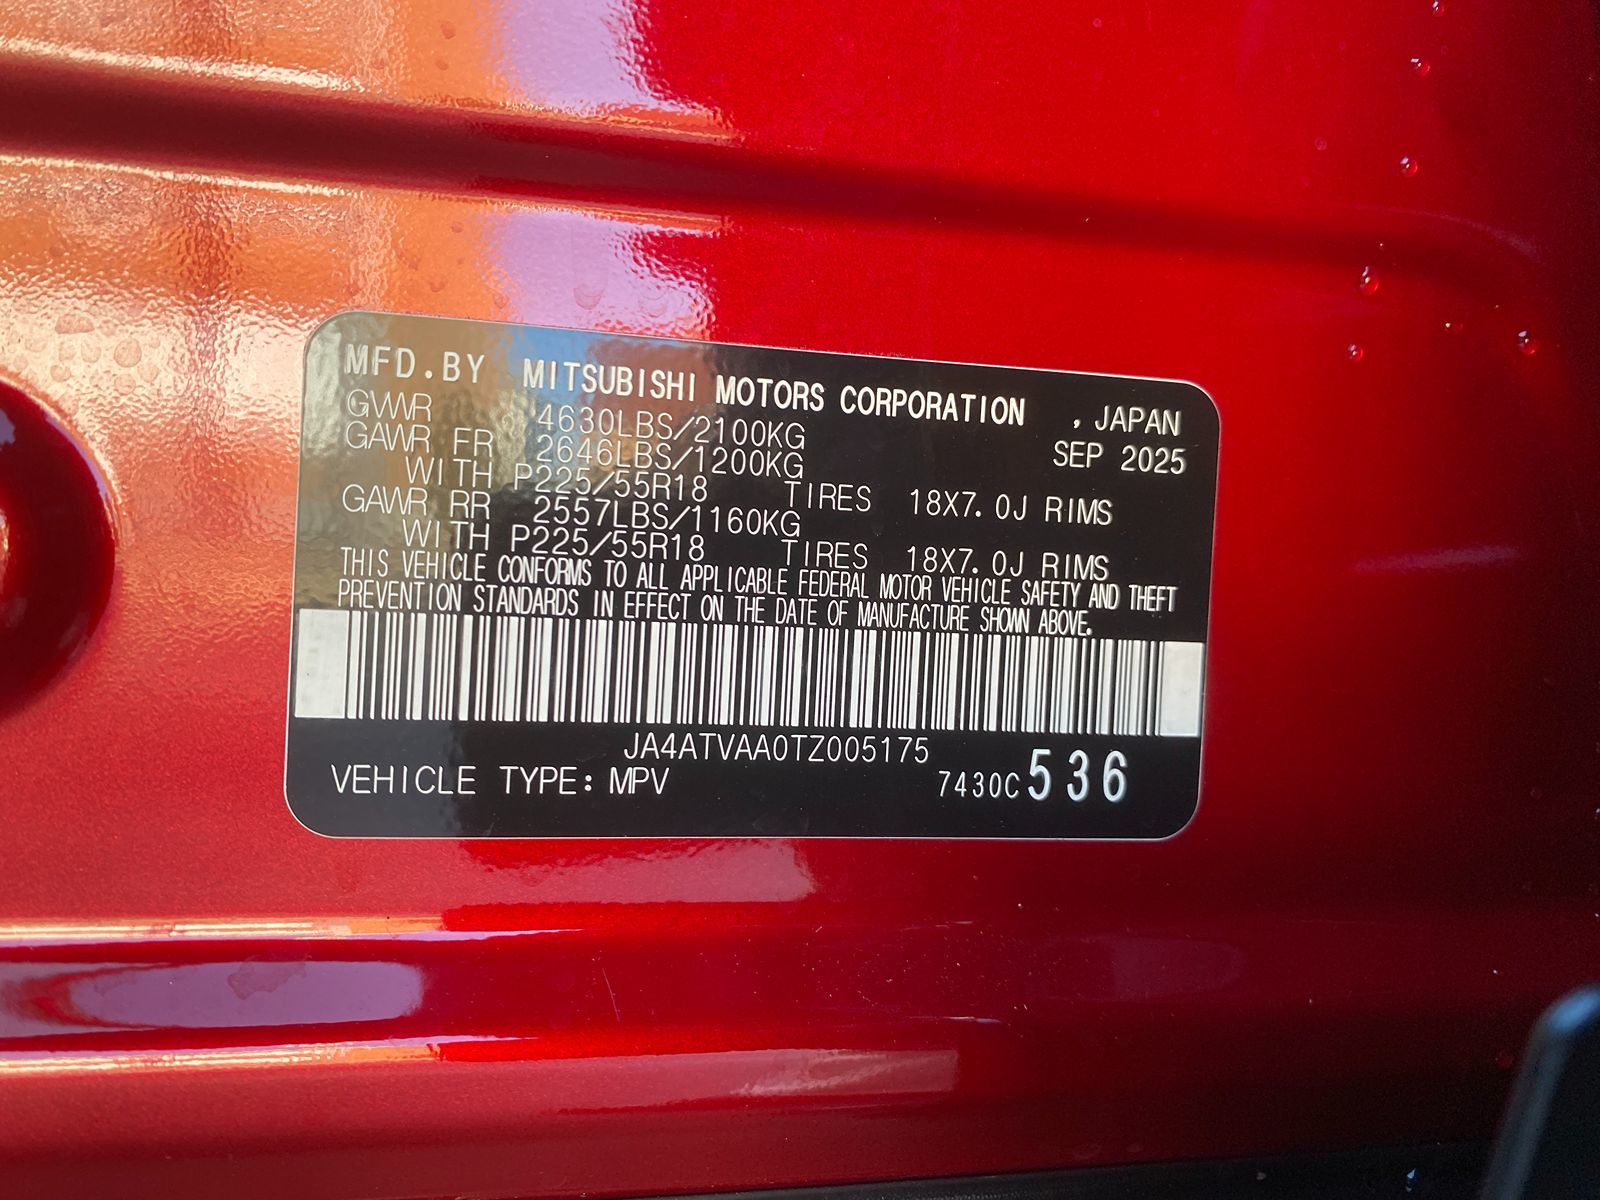 MFD.BY MITSUBISHI MOTORS CORPORATION , JAPAN
GVWR 4630LBS/2100KG SEP 2025
GAWR FR 2646LBS/1200KG
WITH P225/55R18 TIRES 18X7.0J RIMS
GAWR RR 2557LBS/1160KG
WITH P225/55R18 TIRES 18X7.0J RIMS
THIS VEHICLE CONFORMS TO ALL APPLICABLE FEDERAL MOTOR VEHICLE SAFETY AND THEFT
PREVENTION STANDARDS IN EFFECT ON THE DATE OF MANUFACTURE SHOWN ABOVE.
JA4ATVAA0TZ005175
VEHICLE TYPE: MPV 7430C 536